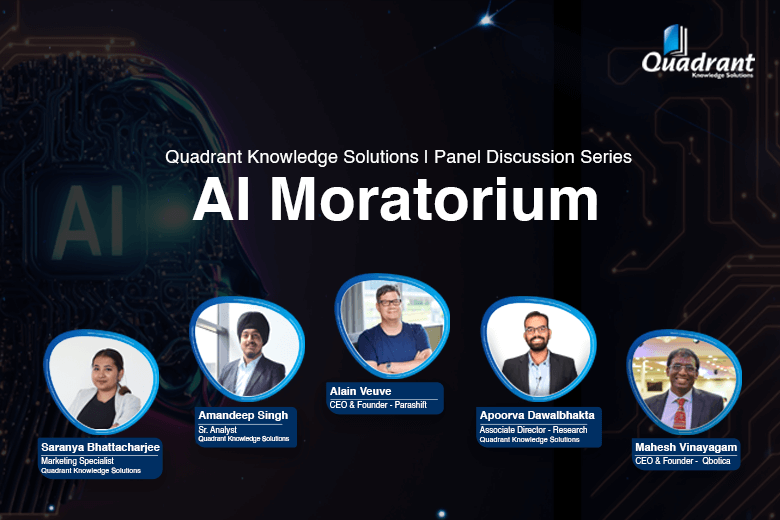 Quadrant
Knowledge Solutions
Quadrant Knowledge Solutions | Panel Discussion Series
AI Moratorium
AI
Saranya Bhattacharjee
Marketing Specialist
Quadrant Knowledge Solutions
Amandeep Singh
Sr. Analyst
Quadrant Knowledge Solutions
Alain Veuve
CEO & Founder - Parashift
Apoorva Dawalbhakta
Associate Director - Research
Quadrant Knowledge Solutions
Mahesh Vinayagam
CEO & Founder - Qbotica